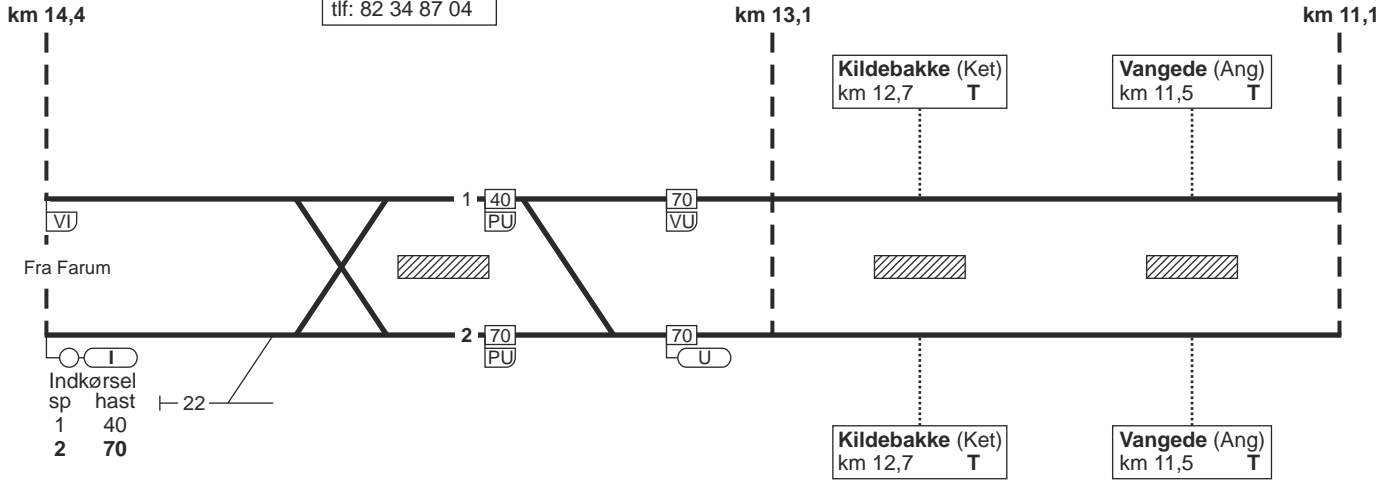 tlf: 82 34 87 04
km 14,4
km 13,1
km 11,1
Kildebakke (Ket)
km 12,7 T
Vangede (Ang)
km 11,5 T
1
40
70
VI
PU
VU
Fra Farum
2
70
70
I
PU
U
Indkørsel
sp hast
1 40
2 70
22
Kildebakke (Ket)
km 12,7 T
Vangede (Ang)
km 11,5 T